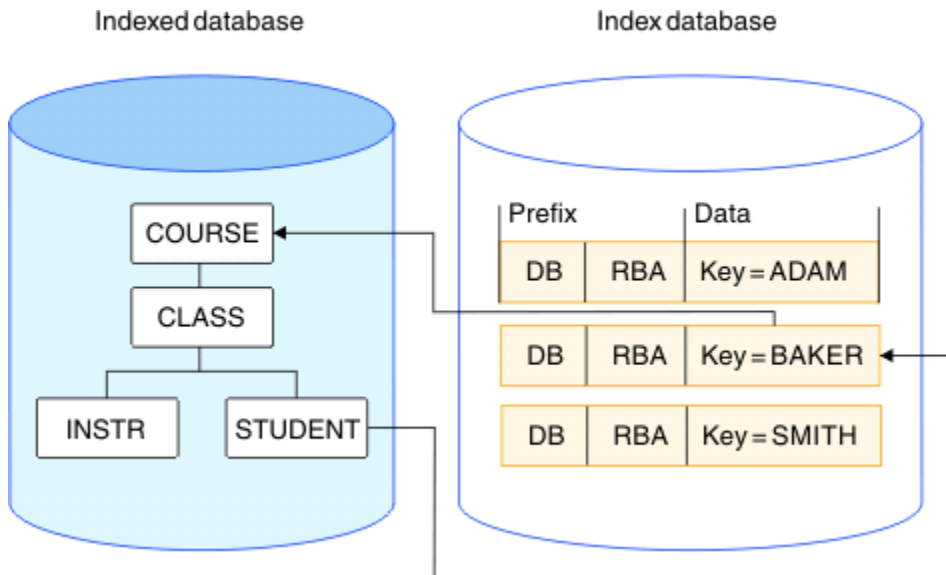 Indexed database
Index database
COURSE
CLASS
INSTR
STUDENT
Prefix
Data
DB
RBA
Key=ADAM
DB
RBA
Key=BAKER
DB
RBA
Key=SMITH